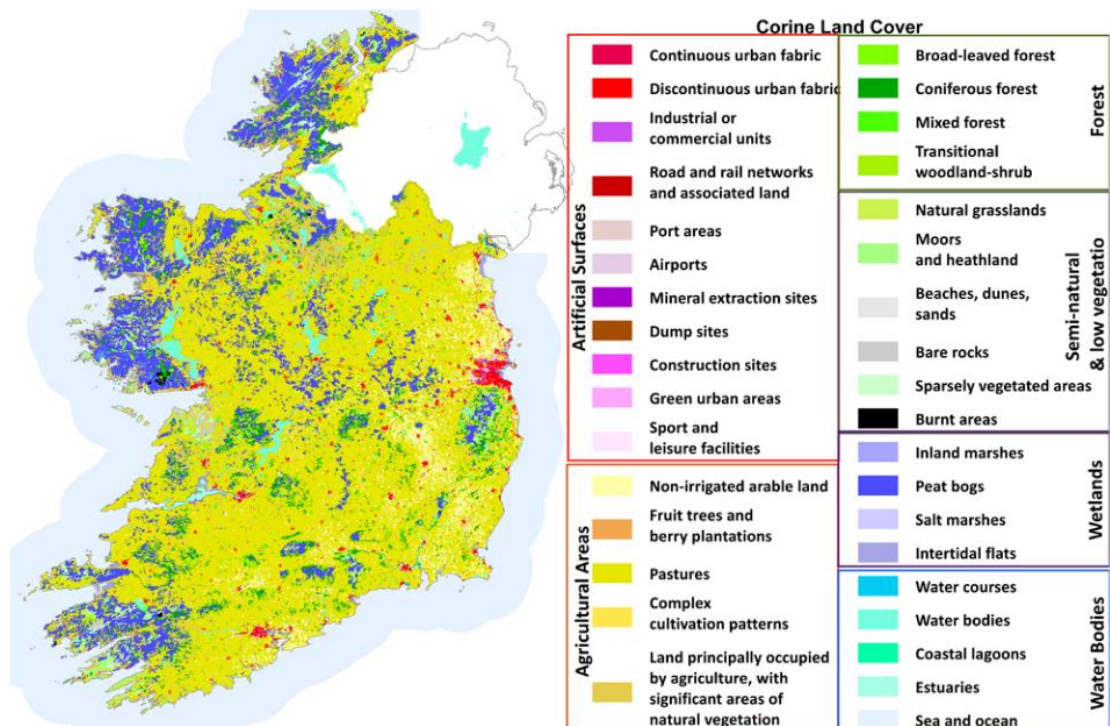 Corine Land Cover
Artificial Surfaces
Continuous urban fabric
Discontinuous urban fabric
Industrial or
commercial units
Road and rail networks
and associated land
Port areas
Airports
Mineral extraction sites
Dump sites
Construction sites
Green urban areas
Sport and
leisure facilities
Agricultural Areas
Non-irrigated arable land
Fruit trees and
berry plantations
Pastures
Complex
cultivation patterns
Land principally occupied
by agriculture, with
significant areas of
natural vegetation
Broad-leaved forest
Coniferous forest
Mixed forest
Transitional
woodland-shrub
Forest
Natural grasslands
Moors
and heathland
Beaches, dunes,
sands
Bare rocks
Sparsely vegetated areas
Burnt areas
Semi-natural
& low vegetatio
Inland marshes
Peat bogs
Salt marshes
Intertidal flats
Wetlands
Water courses
Water bodies
Coastal lagoons
Estuaries
Sea and ocean
Water Bodies